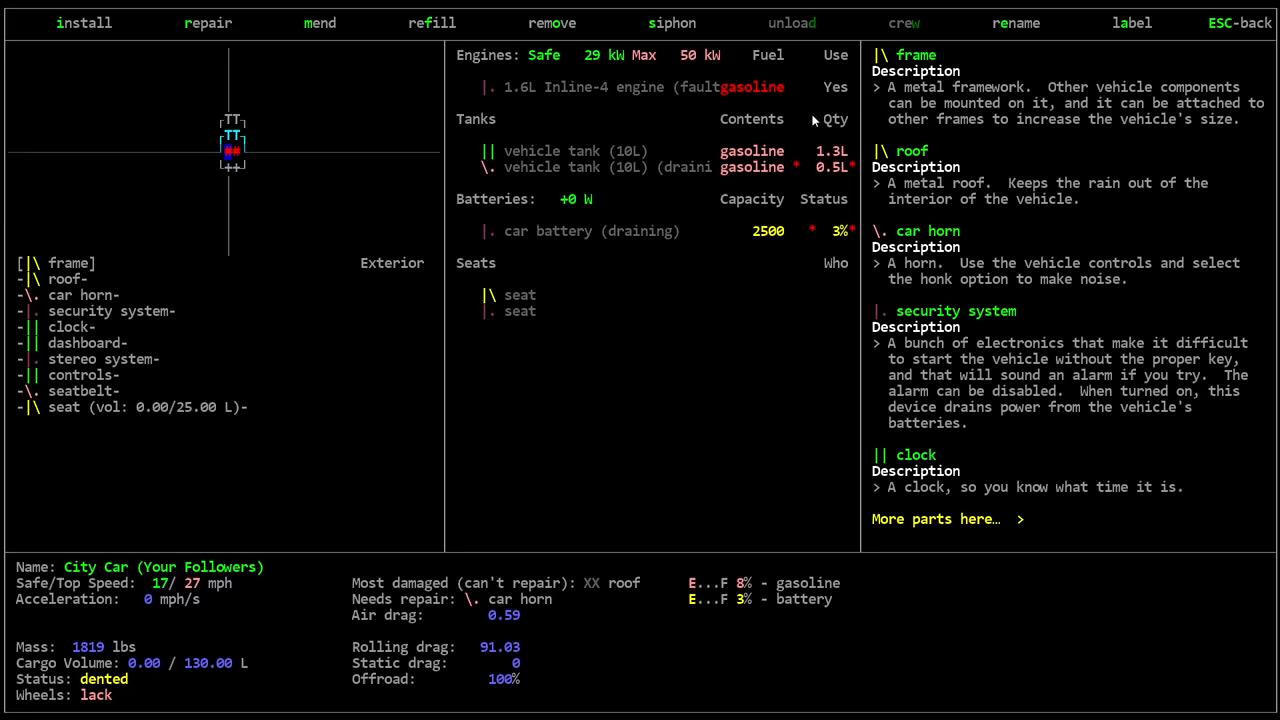 install repair mend refill remove siphon unload crew rename label ESC-back
TT
TT
##
++
[|\ frame] Exterior
-|\ roof-
-\. car horn-
-|. security system-
-|| clock-
-|| dashboard-
-|. stereo system-
-|| controls-
-\. seatbelt-
-|\ seat (vol: 0.00/25.00 L)-
Engines: Safe 29 kW Max 50 kW Fuel Use
|. 1.6L Inline-4 engine (faultgasoline Yes
Tanks Contents Qty
|| vehicle tank (10L) gasoline 1.3L
\. vehicle tank (10L) (draini gasoline * 0.5L*
Batteries: +0 W Capacity Status
|. car battery (draining) 2500 * 3%*
Seats Who
|\ seat
|. seat
|\ frame
Description
> A metal framework. Other vehicle components
can be mounted on it, and it can be attached to
other frames to increase the vehicle's size.
|\ roof
Description
> A metal roof. Keeps the rain out of the
interior of the vehicle.
\. car horn
Description
> A horn. Use the vehicle controls and select
the honk option to make noise.
|. security system
Description
> A bunch of electronics that make it difficult
to start the vehicle without the proper key,
and that will sound an alarm if you try. The
alarm can be disabled. When turned on, this
device drains power from the vehicle's
batteries.
|| clock
Description
> A clock, so you know what time it is.
More parts here… >
Name: City Car (Your Followers)
Safe/Top Speed: 17/ 27 mph
Acceleration: 0 mph/s
Mass: 1819 lbs
Cargo Volume: 0.00 / 130.00 L
Status: dented
Wheels: lack
Most damaged (can't repair): XX roof
Needs repair: \. car horn
Air drag: 0.59
Rolling drag: 91.03
Static drag: 0
Offroad: 100%
E...F 8% - gasoline
E...F 3% - battery